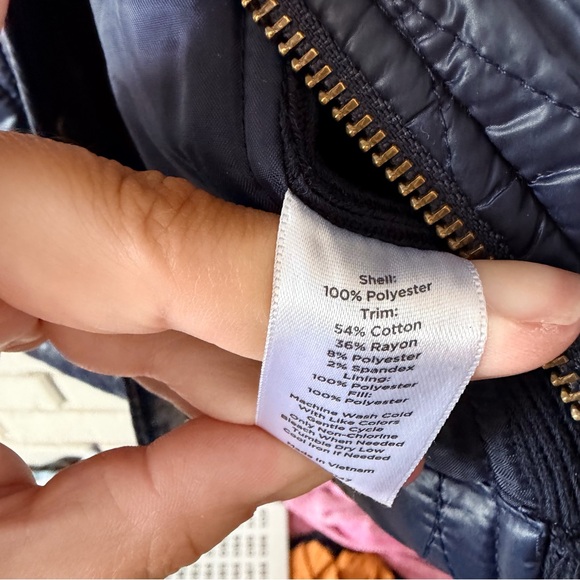 Shell:
100% Polyester
Trim:
54% Cotton
36% Rayon
8% Polyester
2% Spandex
Lining:
100% Polyester
Fill:
100% Polyester
Machine Wash Cold
With Like Colors
Gentle Cycle
Only Non-Chlorine
Bleach When Needed
Tumble Dry Low
Cool Iron if Needed
Made in Vietnam